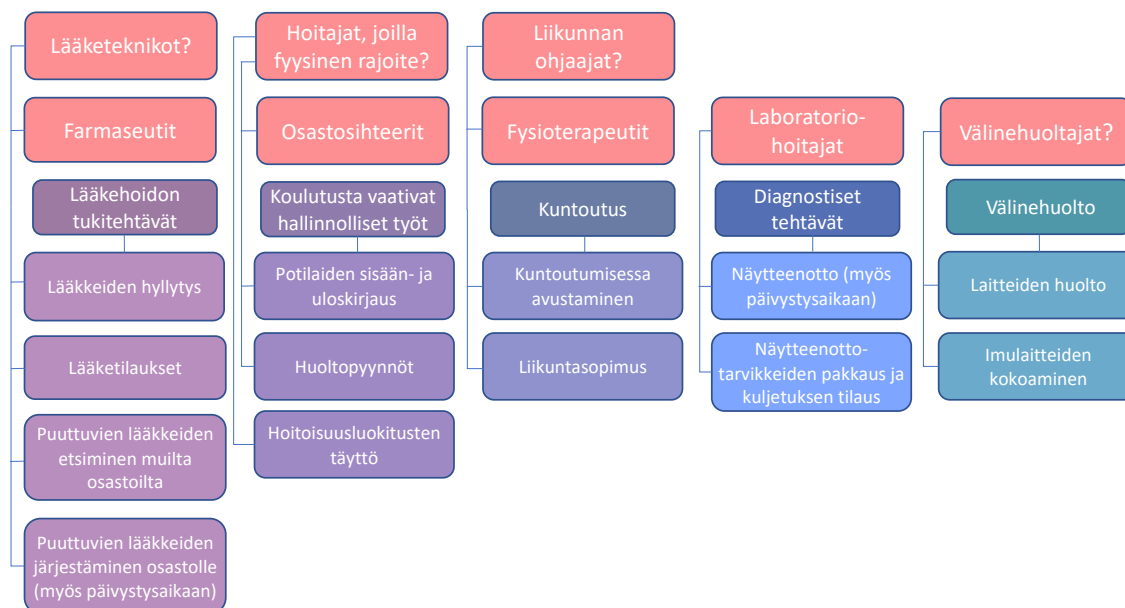 Lääketeknikot?
Farmaseutit
Lääkehoidon
tukitehtävät
Lääkkeiden hyllytys
Lääketilaukset
Puuttuvien lääkkeiden
etsiminen muilta
osastoilta
Puuttuvien lääkkeiden
järjestäminen osastolle
(myös päivystysaikaan)
Hoitajat, joilla
fyysinen rajoite?
Osastosihteerit
Koulutusta vaativat
hallinnolliset työt
Potilaiden sisään- ja
uloskirjaus
Huoltopyynnöt
Hoitoisuusluokitusten
täyttö
Liikunnan
ohjaajat?
Fysioterapeutit
Kuntoutus
Kuntoutumisessa
avustaminen
Liikuntasopimus
Laboratorio-
hoitajat
Diagnostiset
tehtävät
Näytteenotto (myös
päivystysaikaan)
Näytteenotto-
tarvikkeiden pakkaus ja
kuljetuksen tilaus
Välinehuoltajat?
Välinehuolto
Laitteiden huolto
Imulaitteiden
kokoaminen